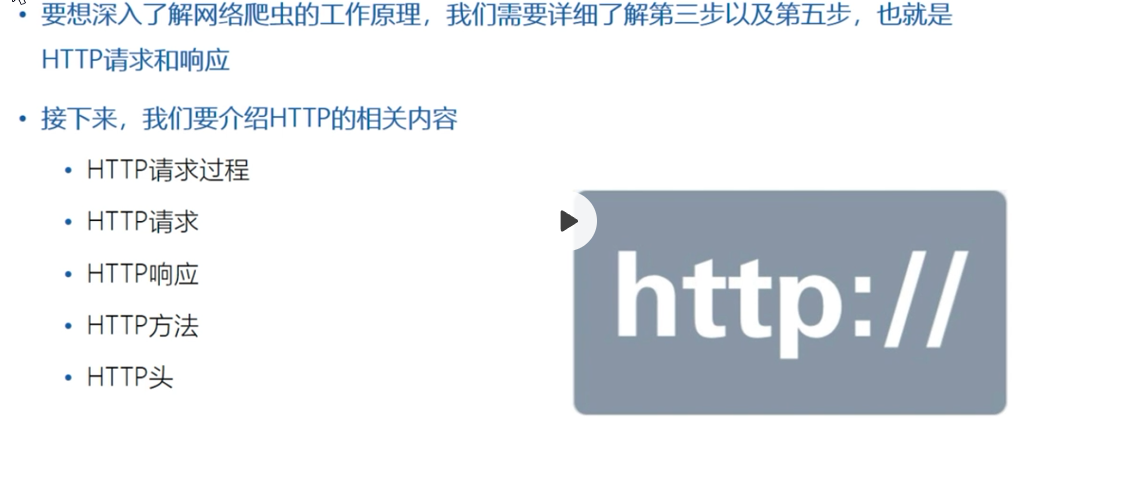 • 要想深入了解网络爬虫的工作原理，我们需要详细了解第三步以及第五步，也就是
HTTP请求和响应
• 接下来，我们要介绍HTTP的相关内容
• HTTP请求过程
• HTTP请求
• HTTP响应
• HTTP方法
• HTTP头
http://